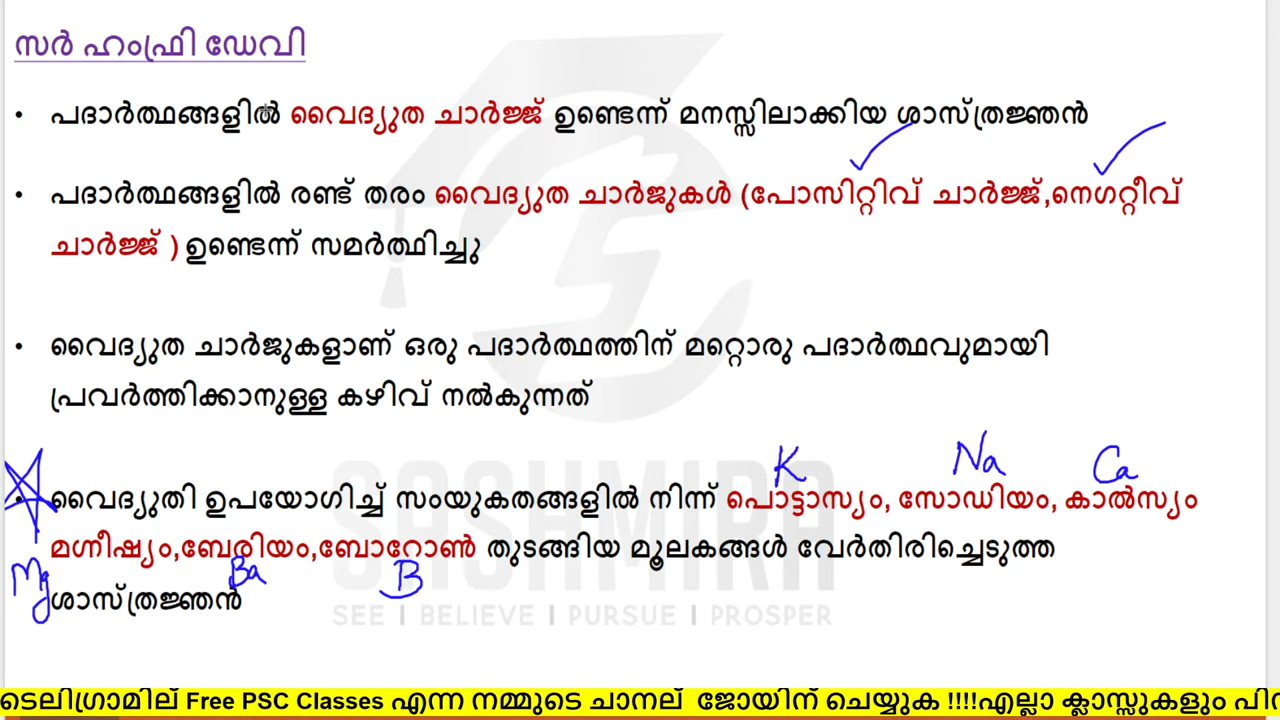 സർ ഹംഫ്രി ഡേവി
• പദാർത്ഥങ്ങളിൽ വൈദ്യുത ചാർജ്ജ് ഉണ്ടെന്ന് മനസ്സിലാക്കിയ ശാസ്ത്രജ്ഞൻ
• പദാർത്ഥങ്ങളിൽ രണ്ട് തരം വൈദ്യുത ചാർജുകൾ (പോസിറ്റിവ് ചാർജ്ജ്,നെഗറ്റീവ്
ചാർജ്ജ് ) ഉണ്ടെന്ന് സമർത്ഥിച്ചു
• വൈദ്യുത ചാർജുകളാണ് ഒരു പദാർത്ഥത്തിന് മറ്റൊരു പദാർത്ഥവുമായി
പ്രവർത്തിക്കാനുള്ള കഴിവ് നൽകുന്നത്
K Na Ca
• വൈദ്യുതി ഉപയോഗിച്ച് സംയുകതങ്ങളിൽ നിന്ന് പൊട്ടാസ്യം, സോഡിയം, കാൽസ്യം
മഗ്നീഷ്യം,ബേരിയം,ബോറോൺ തുടങ്ങിയ മൂലകങ്ങൾ വേർതിരിച്ചെടുത്ത
Mg Ba B
ശാസ്ത്രജ്ഞൻ
SASHMIRA
SEE I BELIEVE I PURSUE I PROSPER
ടെലിഗ്രാമില് Free PSC Classes എന്ന നമ്മുടെ ചാനല് ജോയിന് ചെയ്യുക !!!!എല്ലാ ക്ലാസ്സുകളും